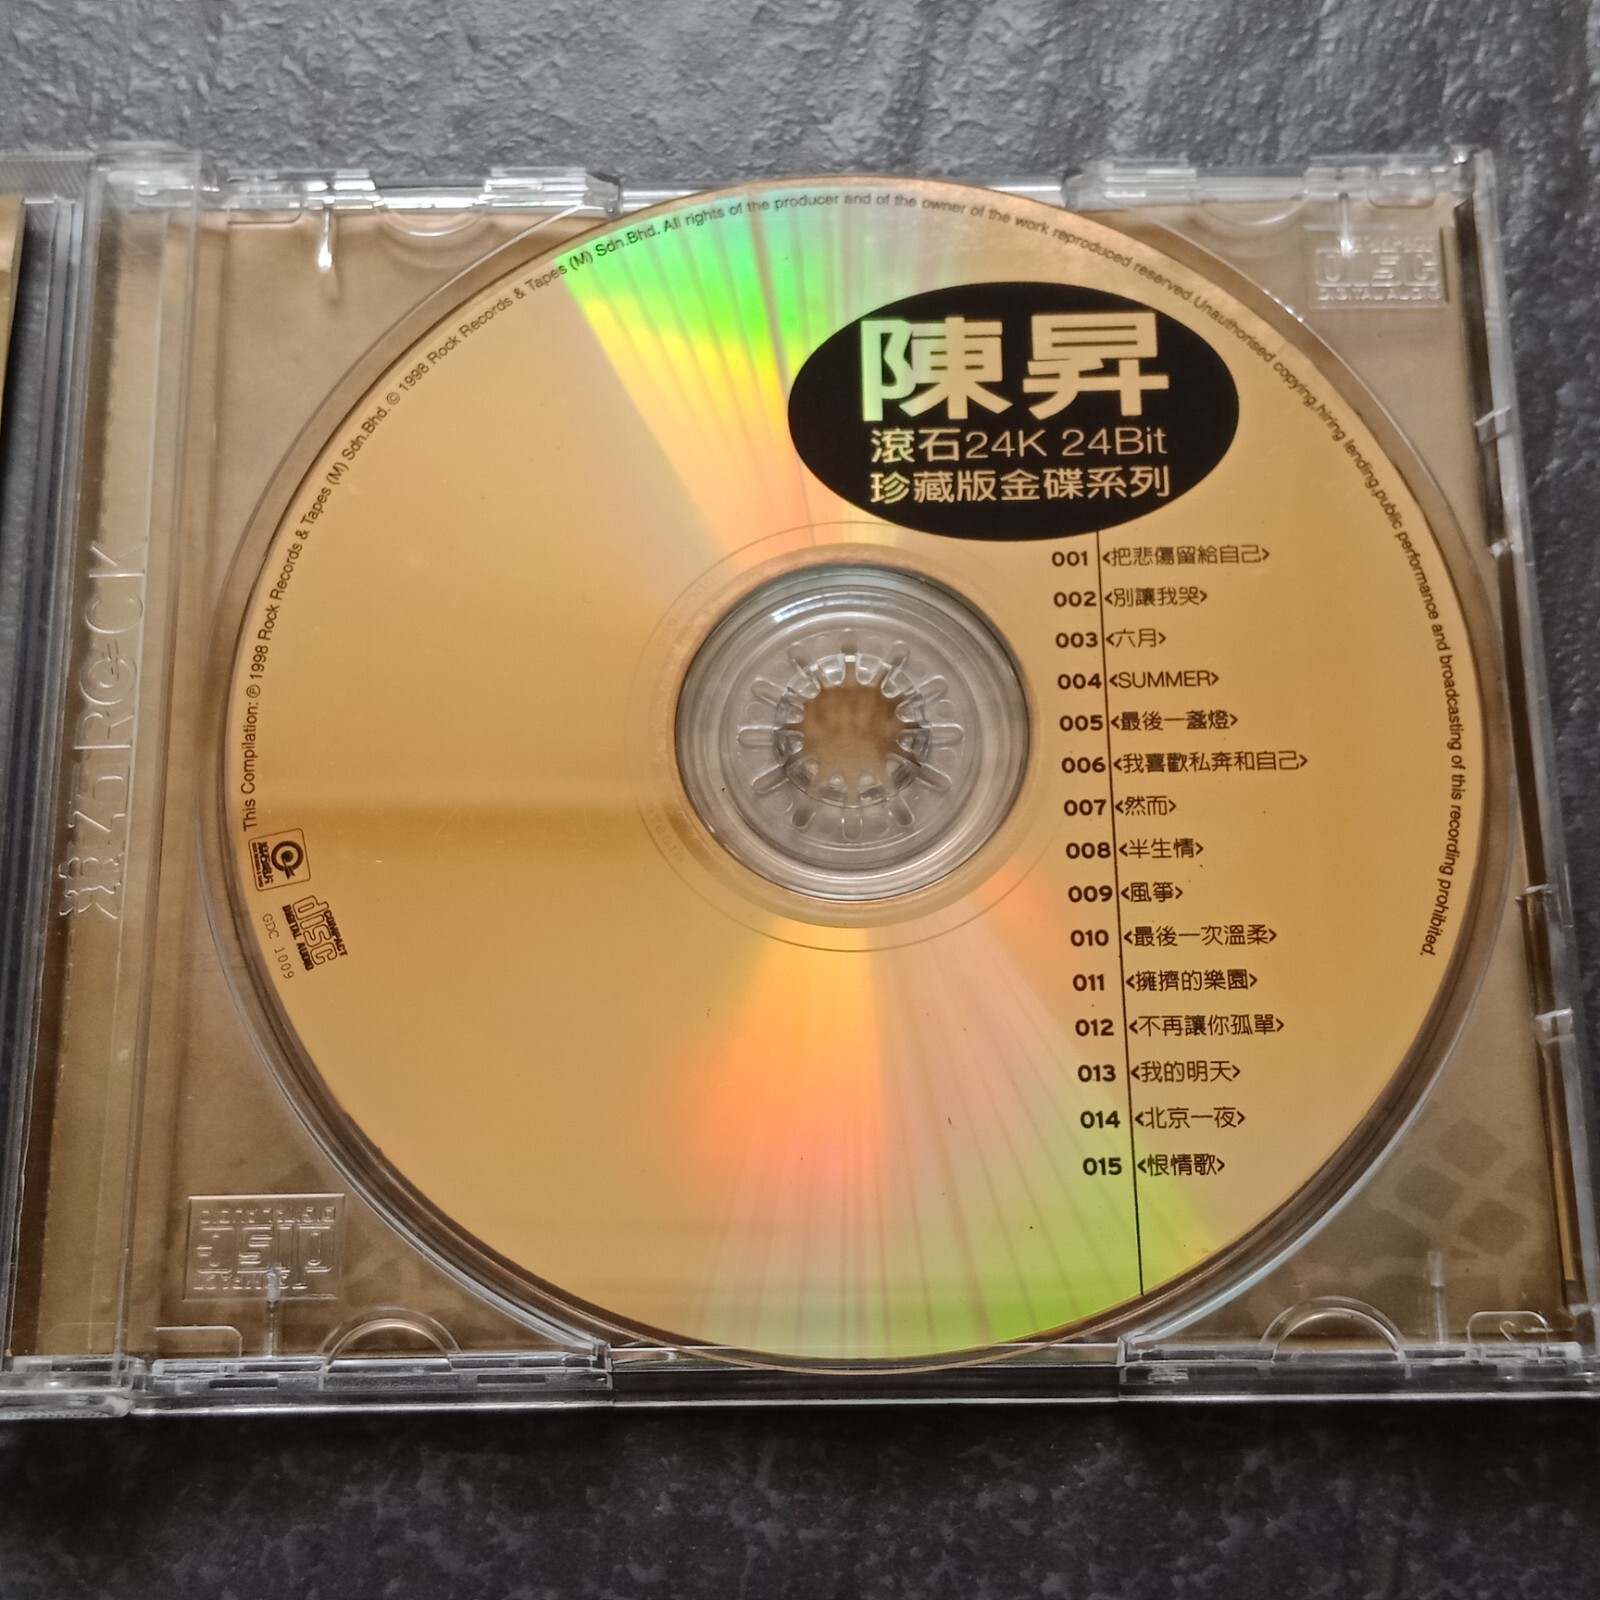 This Compilation: ℗ 1998 Rock Records & Tapes (M) Sdn.Bhd. © 1998 Rock Records & Tapes (M) Sdn.Bhd. All rights of the producer and of the owner of the work reproduced reserved.Unauthorised copying,hiring lending,public performance and broadcasting of this recording prohibited.
陳昇
滾石24K 24Bit
珍藏版金碟系列
001 <把悲傷留給自己>
002 <別讓我哭>
003 <六月>
004 <SUMMER>
005 <最後一盞燈>
006 <我喜歡私奔和自己>
007 <然而>
008 <半生情>
009 <風箏>
010 <最後一次溫柔>
011 <擁擠的樂園>
012 <不再讓你孤單>
013 <我的明天>
014 <北京一夜>
015 <恨情歌>
滾石唱片
COMPACT
disc
DIGITAL AUDIO
GDC 1009
滾石ROCK
DISC
DIGITAL AUDIO